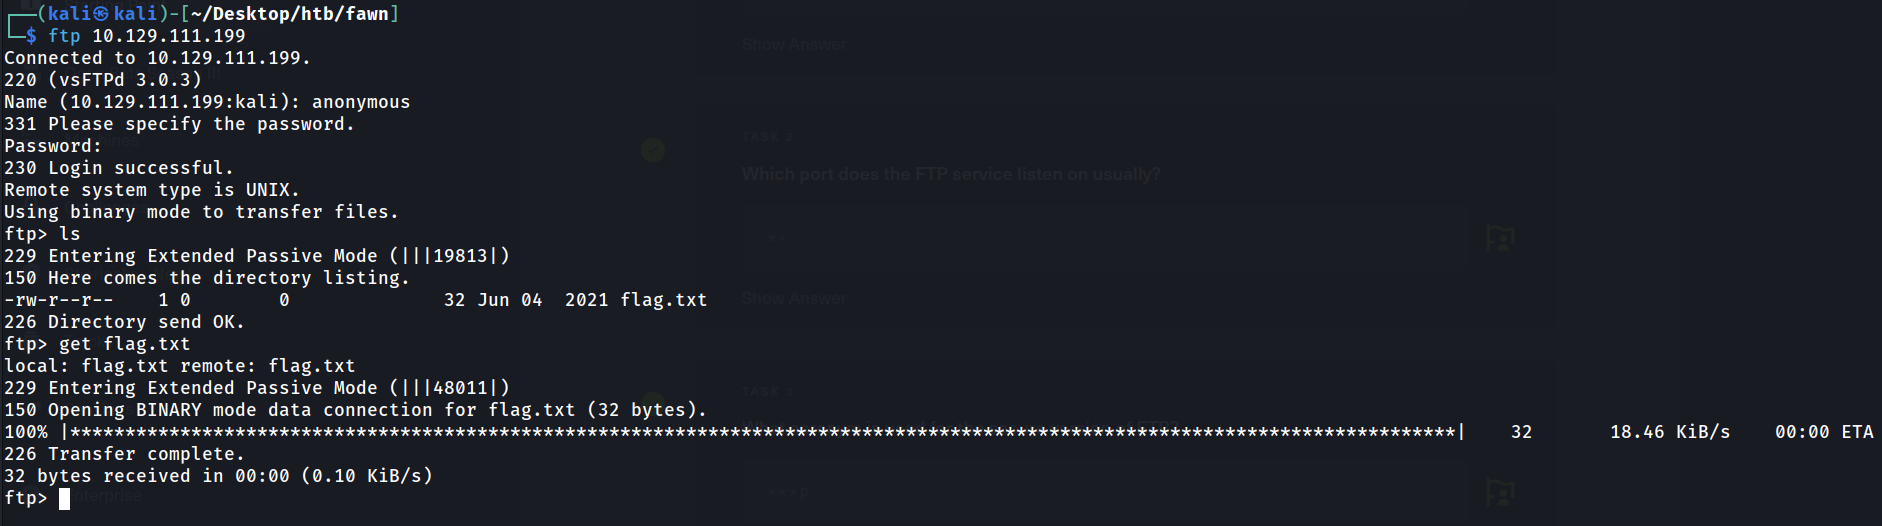 ┌──(kali㉿kali)-[~/Desktop/htb/fawn]
└─$ ftp 10.129.111.199
Connected to 10.129.111.199.
220 (vsFTPd 3.0.3)
Name (10.129.111.199:kali): anonymous
331 Please specify the password.
Password:
230 Login successful.
Remote system type is UNIX.
Using binary mode to transfer files.
ftp> ls
229 Entering Extended Passive Mode (|||19813|)
150 Here comes the directory listing.
-rw-r--r--    1 0        0              32 Jun 04  2021 flag.txt
226 Directory send OK.
ftp> get flag.txt
local: flag.txt remote: flag.txt
229 Entering Extended Passive Mode (|||48011|)
150 Opening BINARY mode data connection for flag.txt (32 bytes).
100% |******************************************************************************************************************************| 32 18.46 KiB/s 00:00 ETA
226 Transfer complete.
32 bytes received in 00:00 (0.10 KiB/s)
ftp>
Show Answer
TASK 2
Which port does the FTP service listen on usually?
Show Answer
TASK 3
Enterprise